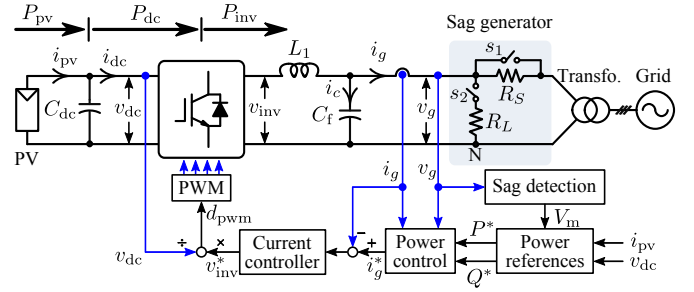 P_pv P_dc P_inv
Sag generator
i_pv i_dc L_1 i_g s_1 Transfo. Grid
C_dc v_dc v_inv i_c C_f v_g s_2 R_S
R_L
PV N
i_g v_g
PWM Sag detection
d_pwm V_m
÷ × − +
v_dc v*_inv Current controller i*_g Power control P* Q* Power references i_pv v_dc